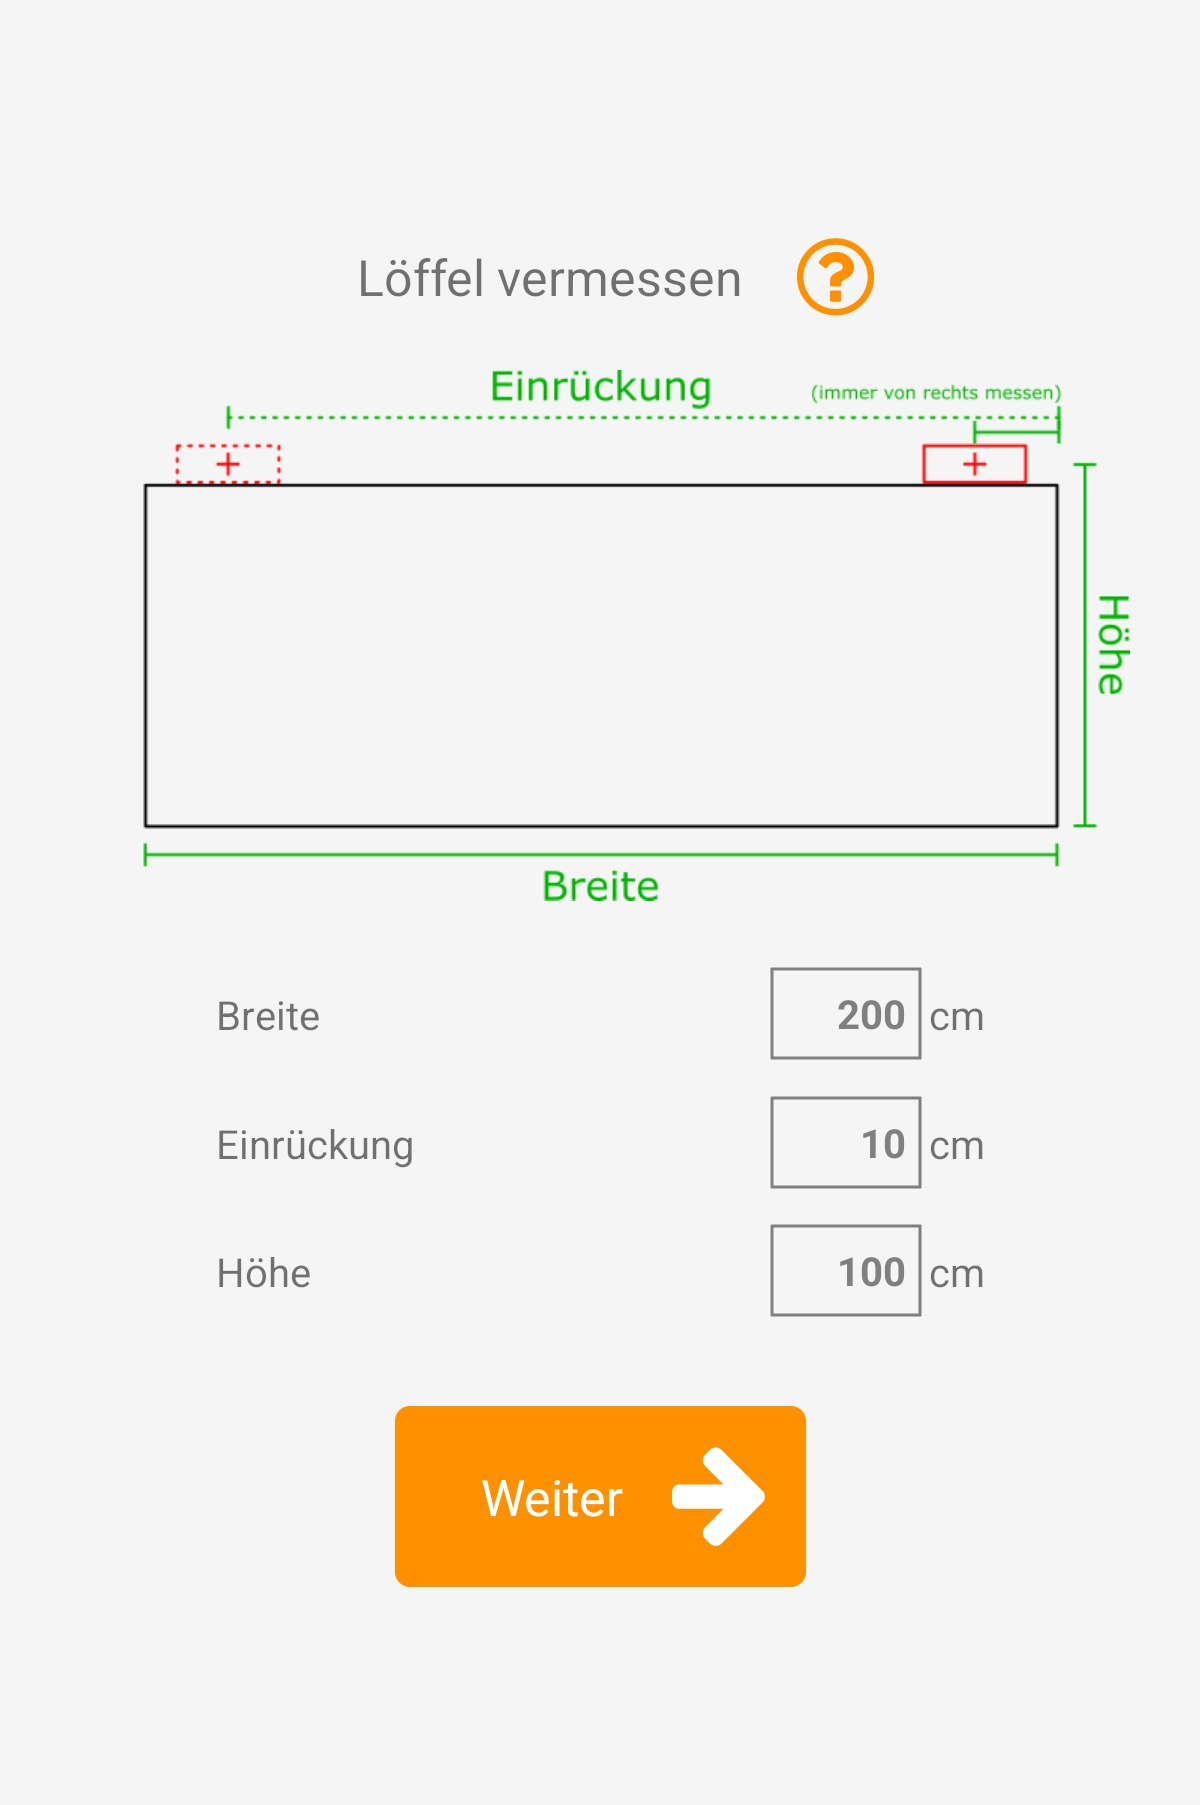 Löffel vermessen
Einrückung
(immer von rechts messen)
Höhe
Breite
Breite 200 cm
Einrückung 10 cm
Höhe 100 cm
Weiter